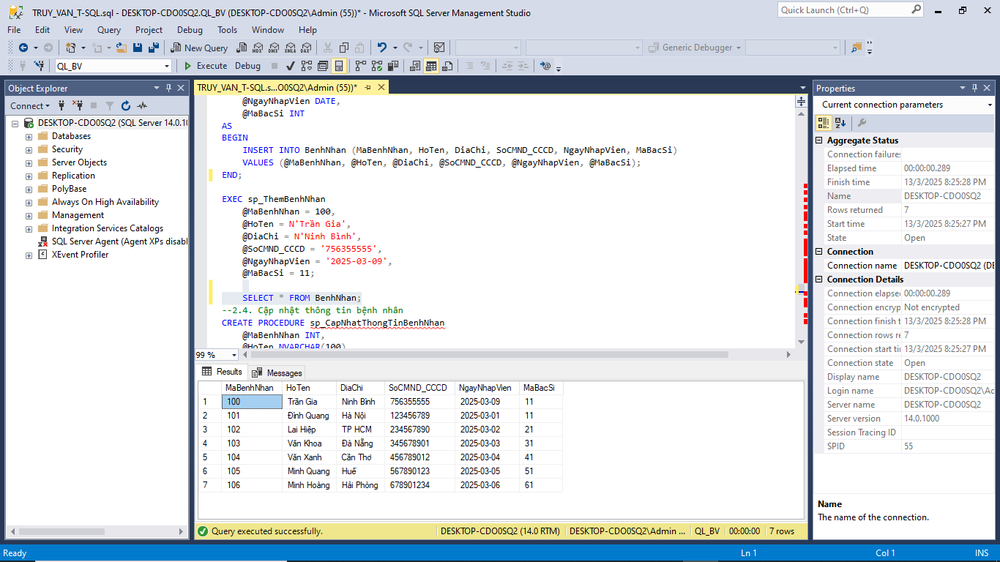 TRUY_VAN_T-SQL.sql - DESKTOP-CDO0SQ2.QL_BV (DESKTOP-CDO0SQ2\Admin (55))* - Microsoft SQL Server Management Studio
Quick Launch (Ctrl+Q)
File Edit View Query Project Debug Tools Window Help
New Query MDX DMX XMLA DAX Generic Debugger
QL_BV Execute Debug
Object Explorer
Connect
DESKTOP-CDO0SQ2 (SQL Server 14.0.10
Databases
Security
Server Objects
Replication
PolyBase
Always On High Availability
Management
Integration Services Catalogs
SQL Server Agent (Agent XPs disabl
XEvent Profiler
TRUY_VAN_T-SQL.s...O0SQ2\Admin (55))*
@NgayNhapVien DATE,
@MaBacSi INT
AS
BEGIN
INSERT INTO BenhNhan (MaBenhNhan, HoTen, DiaChi, SoCMND_CCCD, NgayNhapVien, MaBacSi)
VALUES (@MaBenhNhan, @HoTen, @DiaChi, @SoCMND_CCCD, @NgayNhapVien, @MaBacSi);
END;
EXEC sp_ThemBenhNhan
@MaBenhNhan = 100,
@HoTen = N'Trần Gia',
@DiaChi = N'Ninh Bình',
@SoCMND_CCCD = '756355555',
@NgayNhapVien = '2025-03-09',
@MaBacSi = 11;
SELECT * FROM BenhNhan;
--2.4. Cập nhật thông tin bệnh nhân
CREATE PROCEDURE sp_CapNhatThongTinBenhNhan
@MaBenhNhan INT,
@HoTen NVARCHAR(100)
99 %
Results Messages
MaBenhNhan HoTen DiaChi SoCMND_CCCD NgayNhapVien MaBacSi
1 100 Trần Gia Ninh Bình 756355555 2025-03-09 11
2 101 Đình Quang Hà Nội 123456789 2025-03-01 11
3 102 Lai Hiệp TP HCM 234567890 2025-03-02 21
4 103 Văn Khoa Đà Nẵng 345678901 2025-03-03 31
5 104 Văn Xanh Cần Thơ 456789012 2025-03-04 41
6 105 Minh Quang Huế 567890123 2025-03-05 51
7 106 Minh Hoàng Hải Phòng 678901234 2025-03-06 61
Query executed successfully. DESKTOP-CDO0SQ2 (14.0 RTM) DESKTOP-CDO0SQ2\Admin ... QL_BV 00:00:00 7 rows
Properties
Current connection parameters
Aggregate Status
Connection failures
Elapsed time 00:00:00.289
Finish time 13/3/2025 8:25:28 PM
Name DESKTOP-CDO0SQ2
Rows returned 7
Start time 13/3/2025 8:25:27 PM
State Open
Connection
Connection name DESKTOP-CDO0SQ2 (DE
Connection Details
Connection elapse 00:00:00.289
Connection encryp Not encrypted
Connection finish t 13/3/2025 8:25:28 PM
Connection rows re 7
Connection start tir 13/3/2025 8:25:27 PM
Connection state Open
Display name DESKTOP-CDO0SQ2
Login name DESKTOP-CDO0SQ2\Ad
Server name DESKTOP-CDO0SQ2
Server version 14.0.1000
Session Tracing ID
SPID 55
Name
The name of the connection.
Ready Ln 1 Col 1 INS